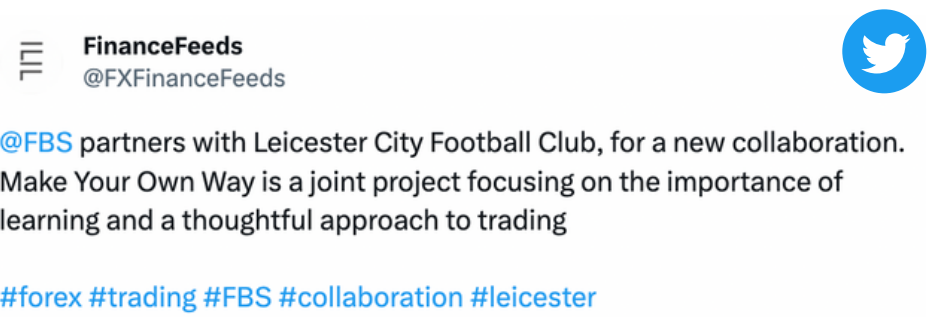 FinanceFeeds
@FXFinanceFeeds
@FBS partners with Leicester City Football Club, for a new collaboration.
Make Your Own Way is a joint project focusing on the importance of
learning and a thoughtful approach to trading
#forex #trading #FBS #collaboration #leicester